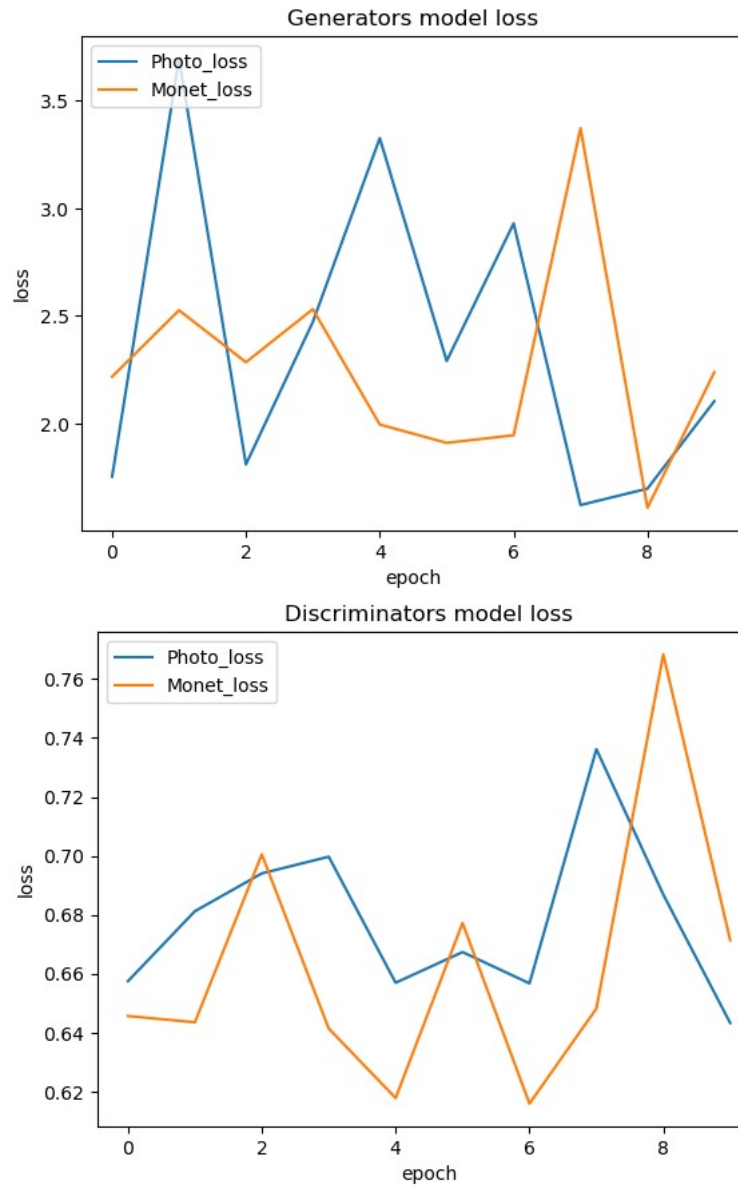 Generators model loss
Photo_loss
Monet_loss
3.5
3.0
2.5
2.0
loss
0 2 4 6 8
epoch
Discriminators model loss
Photo_loss
Monet_loss
0.76
0.74
0.72
0.70
0.68
0.66
0.64
0.62
loss
0 2 4 6 8
epoch